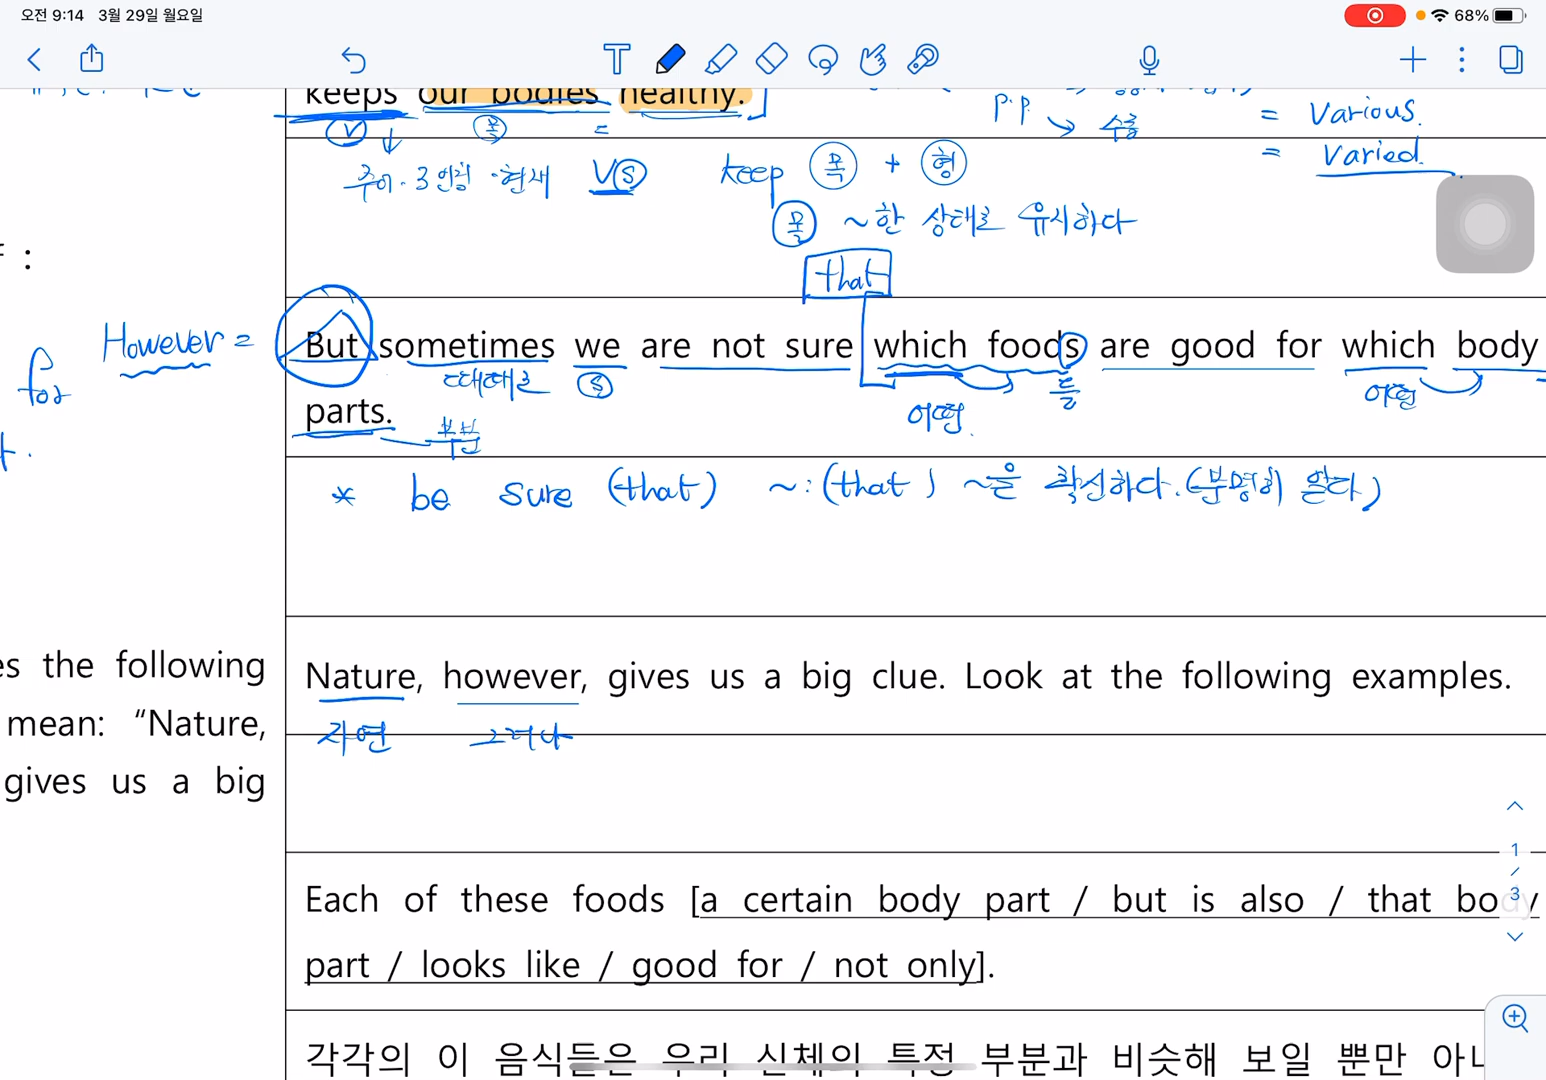 오전 9:14 3월 29일 월요일
68%
keeps our bodies healthy.
V 목 =
p.p → 수동
= various.
= varied.
주어·3인칭·현재 V(s)
keep 목 + 형
목 ~한 상태로 유지하다
:
that
However =
But sometimes we are not sure which foods are good for which body
for
때때로 S 어떤 들 어떤
parts.
부분
* be sure (that) ~: (that) ~을 확신하다. (분명히 알다)
es the following
Nature, however, gives us a big clue. Look at the following examples.
mean: “Nature,
자연 그러나
gives us a big
1
/
3
Each of these foods [a certain body part / but is also / that body
part / looks like / good for / not only].
각각의 이 음식들은 우리 신체의 특정 부분과 비슷해 보일 뿐만 아니